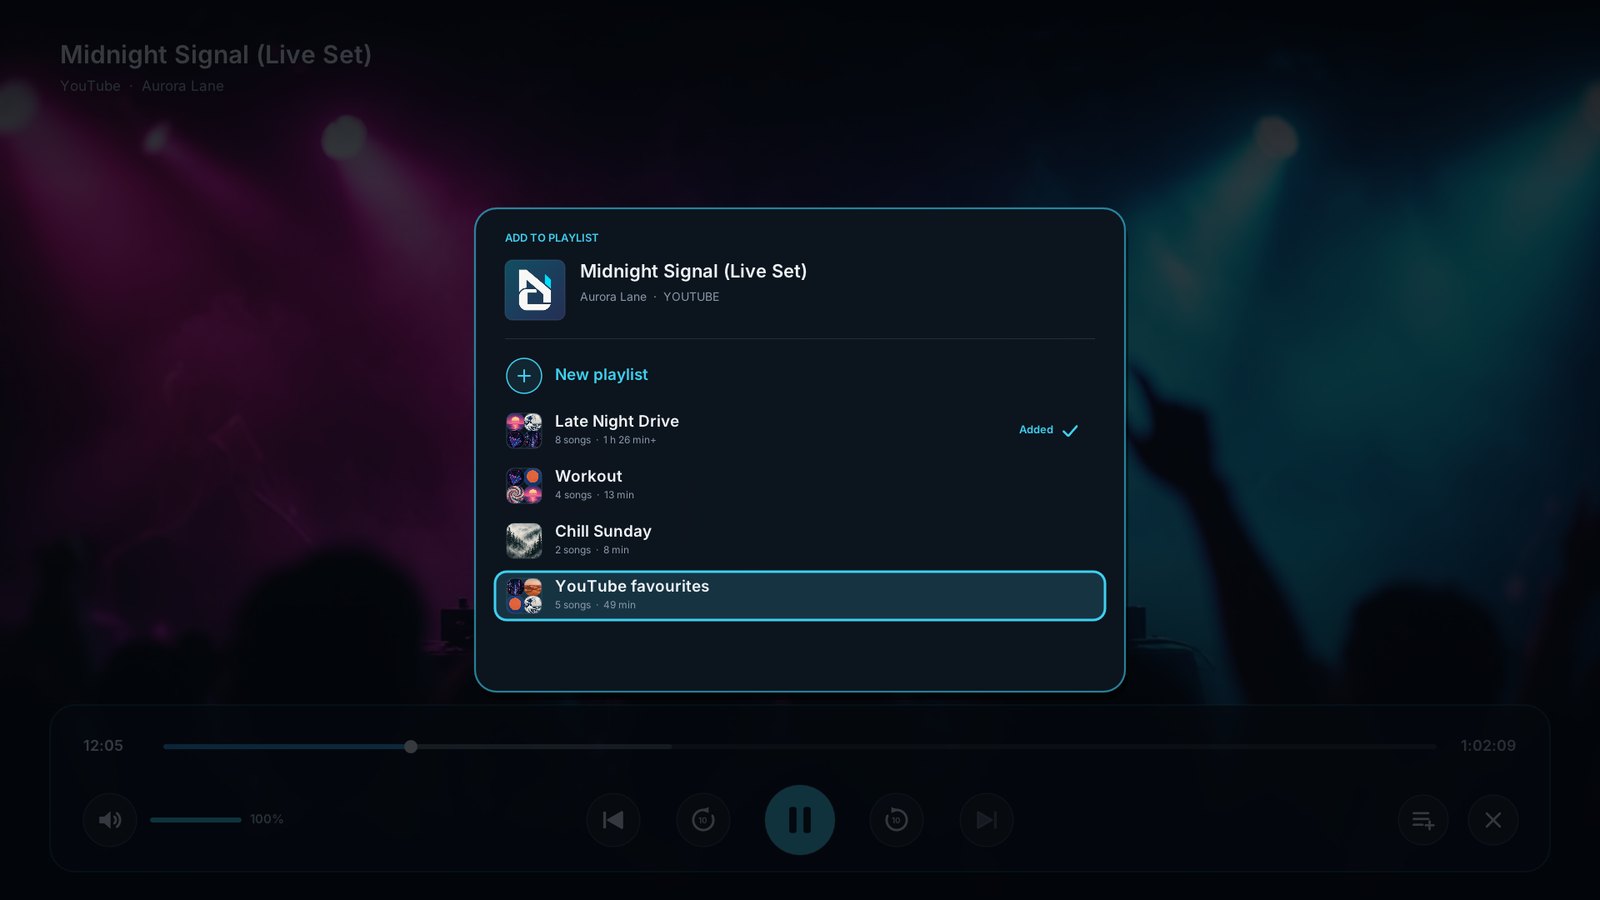 Midnight Signal (Live Set)
YouTube · Aurora Lane
ADD TO PLAYLIST
Midnight Signal (Live Set)
Aurora Lane · YOUTUBE
New playlist
Late Night Drive
8 songs · 1 h 26 min+
Added
Workout
4 songs · 13 min
Chill Sunday
2 songs · 8 min
YouTube favourites
5 songs · 49 min
12:05
1:02:09
100%
10
10